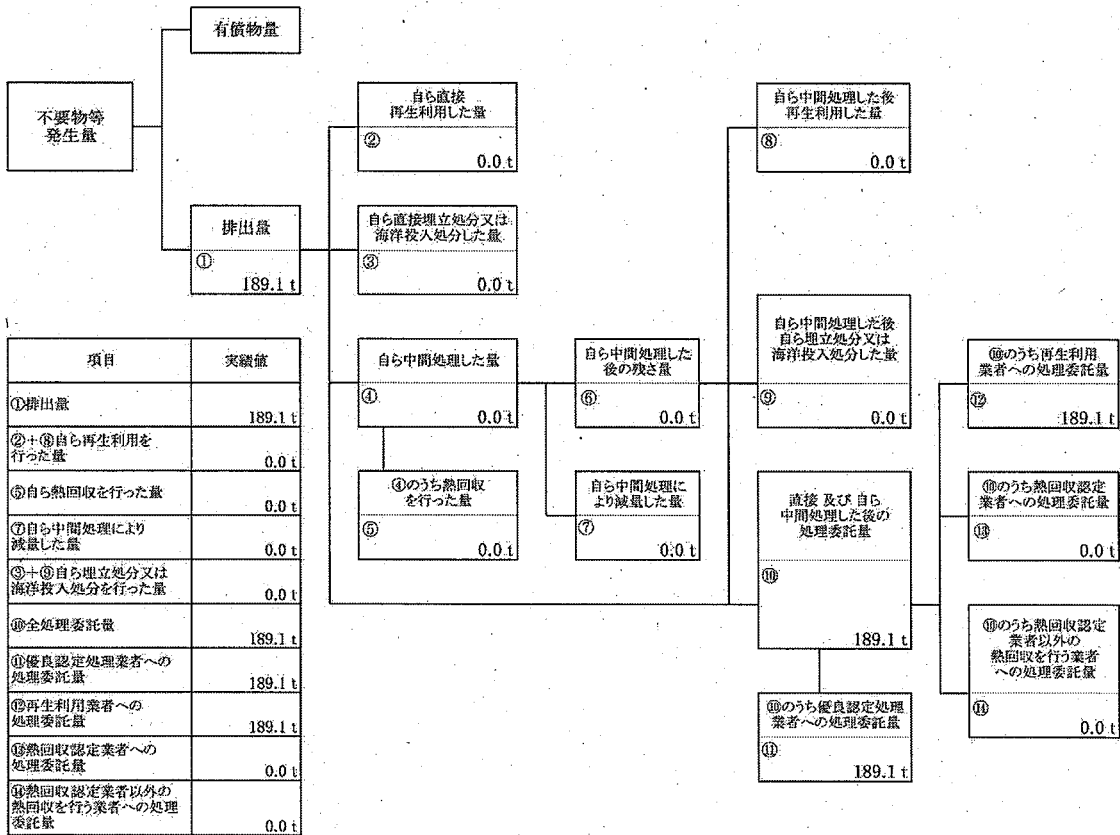 有償物量
不要物等
発生量
自ら直接
再生利用した量
②
0.0 t
自ら中間処理した後
再生利用した量
⑧
0.0 t
排出量
①
189.1 t
自ら直接埋立処分又は
海洋投入処分した量
③
0.0 t
自ら中間処理した量
④
0.0 t
自ら中間処理した
後の残さ量
⑥
0.0 t
自ら中間処理した後
自ら埋立処分又は
海洋投入処分した量
⑨
0.0 t
⑩のうち再生利用
業者への処理委託量
⑫
189.1 t
④のうち熱回収
を行った量
⑤
0.0 t
自ら中間処理に
より減量した量
⑦
0.0 t
直接 及び 自ら
中間処理した後の
処理委託量
⑩
189.1 t
⑩のうち熱回収認定
業者への処理委託量
⑬
0.0 t
⑩のうち熱回収認定
業者以外の
熱回収を行う業者
への処理委託量
⑭
0.0 t
⑩のうち優良認定処理
業者への処理委託量
⑪
189.1 t
項目 実績値
①排出量 189.1 t
②+⑧自ら再生利用を
行った量 0.0 t
⑤自ら熱回収を行った量 0.0 t
⑦自ら中間処理により
減量した量 0.0 t
③+⑨自ら埋立処分又は
海洋投入処分を行った量 0.0 t
⑩全処理委託量 189.1 t
⑪優良認定処理業者への
処理委託量 189.1 t
⑫再生利用業者への
処理委託量 189.1 t
⑬熱回収認定業者への
処理委託量 0.0 t
⑭熱回収認定業者以外の
熱回収を行う業者への処理
委託量 0.0 t